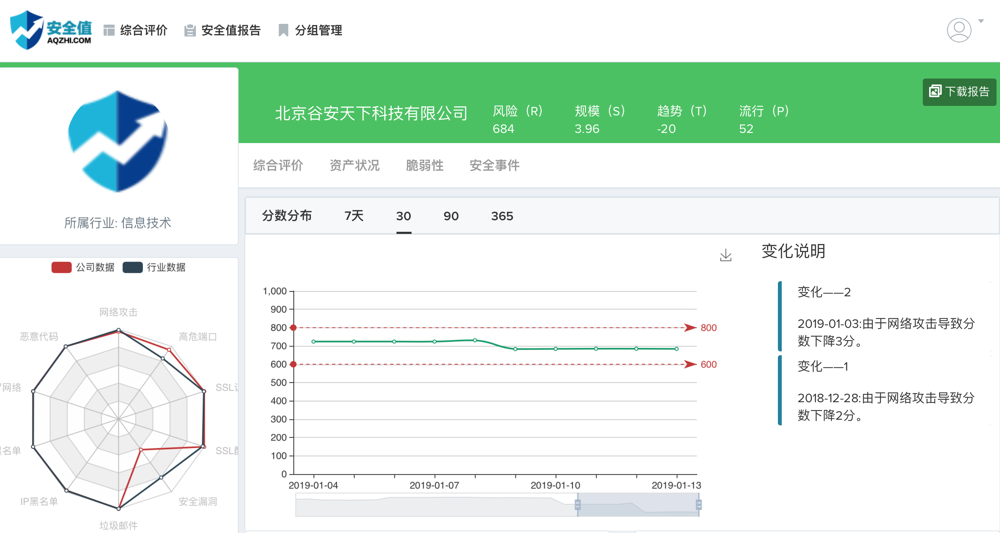 安全值
AQZHI.COM
综合评价
安全值报告
分组管理
下载报告
北京谷安天下科技有限公司
风险（R）
684
规模（S）
3.96
趋势（T）
-20
流行（P）
52
所属行业: 信息技术
综合评价
资产状况
脆弱性
安全事件
分数分布
7天
30
90
365
公司数据
行业数据
网络攻击
高危端口
SSL
SSL
安全漏洞
垃圾邮件
IP黑名单
名单
网络
恶意代码
1,000
900
800
700
600
500
400
300
200
100
0
800
600
2019-01-04
2019-01-07
2019-01-10
2019-01-13
变化说明
变化——2
2019-01-03:由于网络攻击导致分
数下降3分。
变化——1
2018-12-28:由于网络攻击导致分
数下降2分。